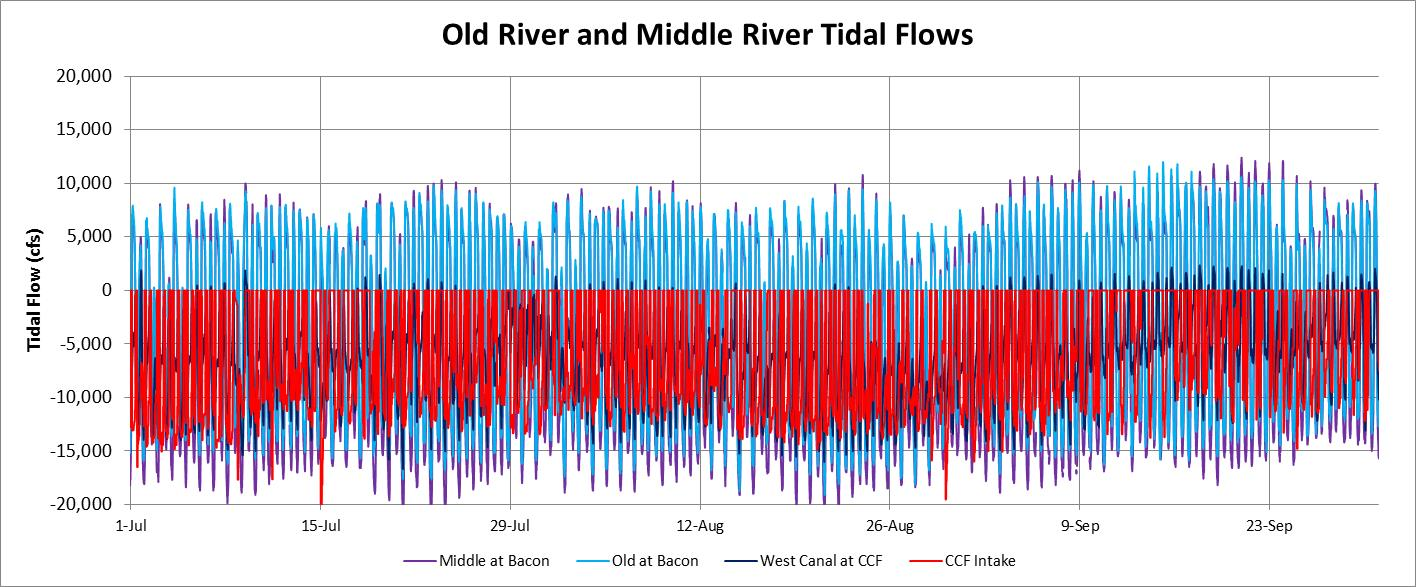 Old River and Middle River Tidal Flows
Tidal Flow (cfs)
20,000
15,000
10,000
5,000
0
-5,000
-10,000
-15,000
-20,000
1-Jul 15-Jul 29-Jul 12-Aug 26-Aug 9-Sep 23-Sep
Middle at Bacon Old at Bacon West Canal at CCF CCF Intake